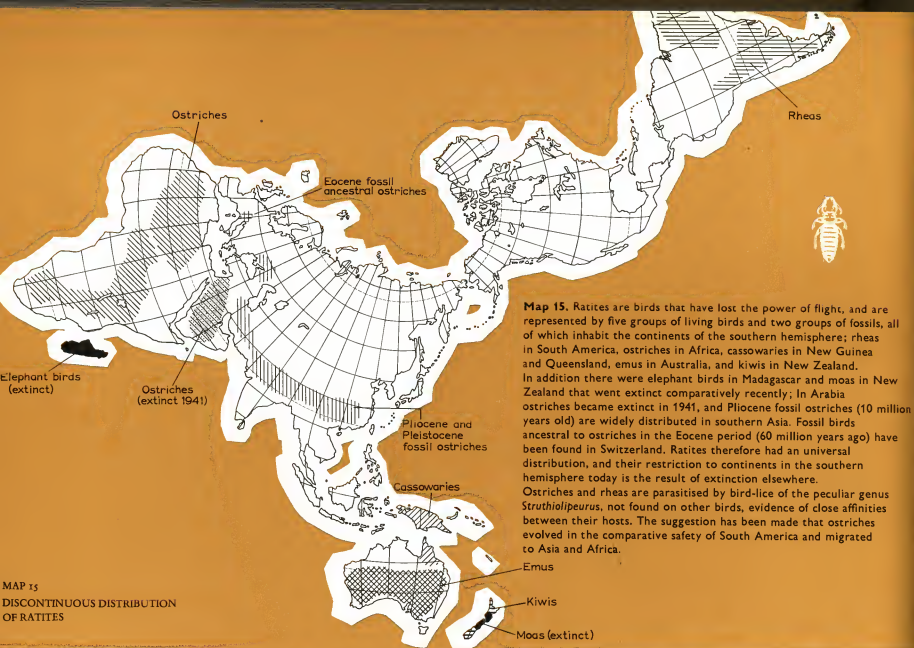 Ostriches
Rheas
Eocene fossil
ancestral ostriches
Map 15. Ratites are birds that have lost the power of flight, and are
represented by five groups of living birds and two groups of fossils, all
of which inhabit the continents of the southern hemisphere; rheas
in South America, ostriches in Africa, cassowaries in New Guinea
and Queensland, emus in Australia, and kiwis in New Zealand.
In addition there were elephant birds in Madagascar and moas in New
Zealand that went extinct comparatively recently; In Arabia
ostriches became extinct in 1941, and Pliocene fossil ostriches (10 million
years old) are widely distributed in southern Asia. Fossil birds
ancestral to ostriches in the Eocene period (60 million years ago) have
been found in Switzerland. Ratites therefore had an universal
distribution, and their restriction to continents in the southern
hemisphere today is the result of extinction elsewhere.
Ostriches and rheas are parasitised by bird-lice of the peculiar genus
Struthiolipeurus, not found on other birds, evidence of close affinities
between their hosts. The suggestion has been made that ostriches
evolved in the comparative safety of South America and migrated
to Asia and Africa.
Elephant birds
(extinct)
Ostriches
(extinct 1941)
Pliocene and
Pleistocene
fossil ostriches
Cassowaries
Emus
Kiwis
Moas (extinct)
MAP 15
DISCONTINUOUS DISTRIBUTION
OF RATITES